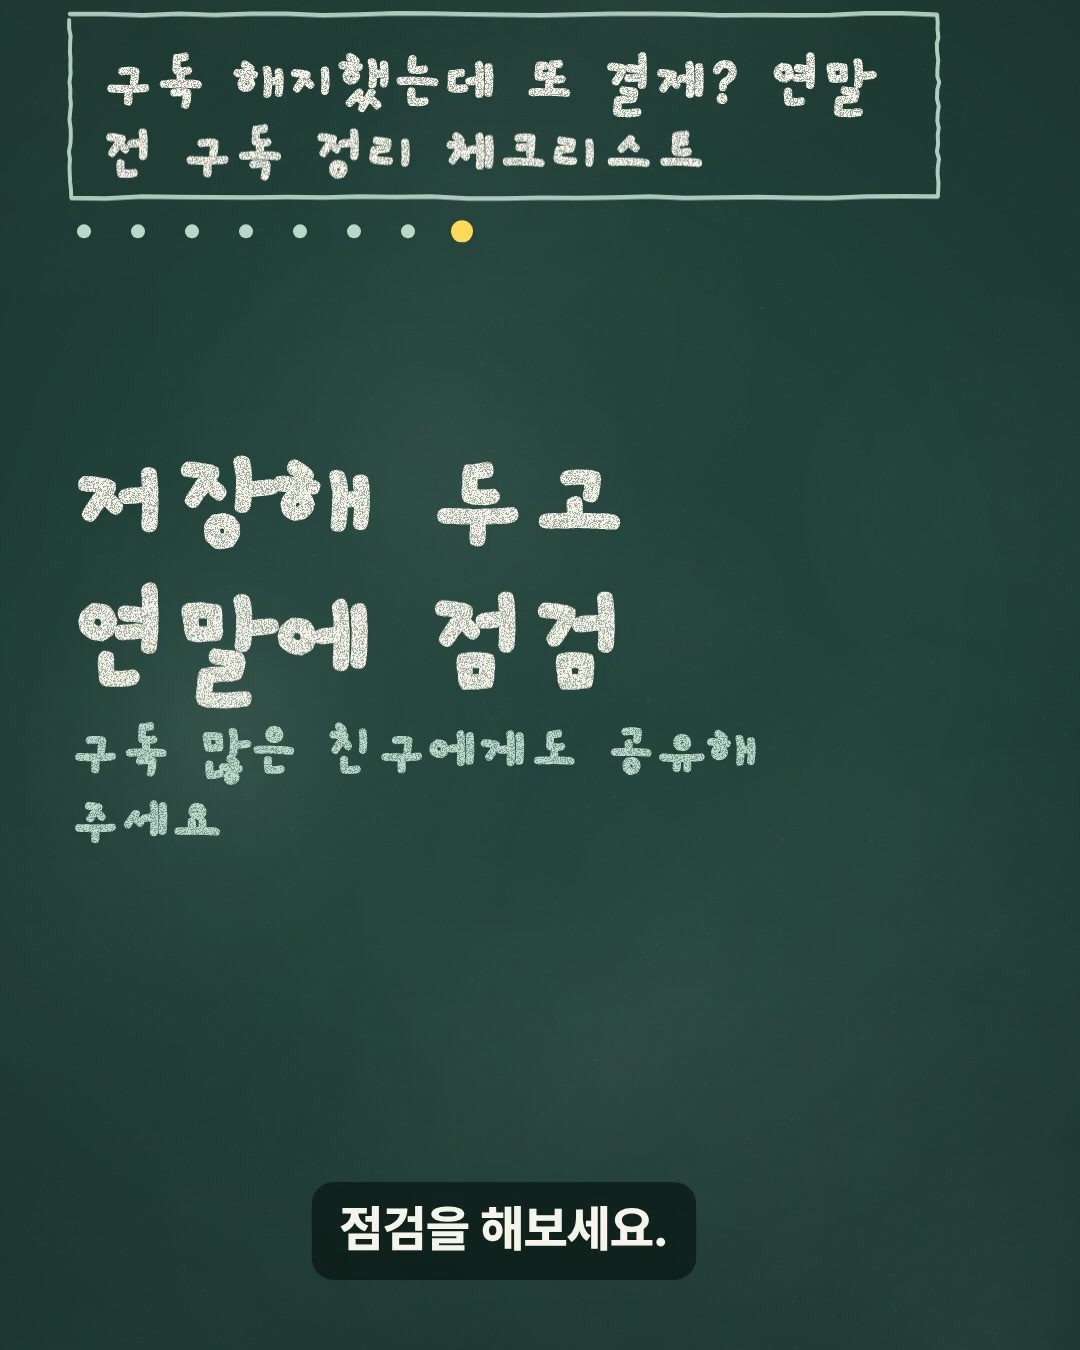 구독 해지했는데 또 결제? 연말
전 구독 정리 체크리스트
저장해 두고
연말에 점검
구독 많은 친구에게도 공유해
주세요
점검을 해보세요.